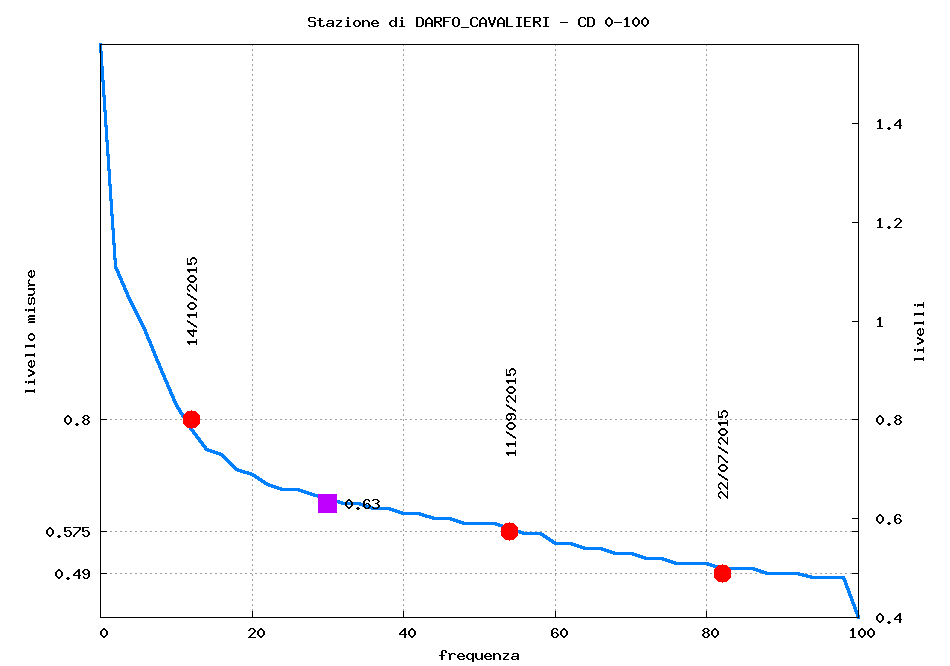 Stazione di DARFO_CAVALIERI - CD 0-100
1.4
1.2
14/10/2015
livello misure
1
livelli
11/09/2015
0.8
0.8
22/07/2015
0.63
0.6
0.575
0.49
0.4
0 20 40 60 80 100
frequenza